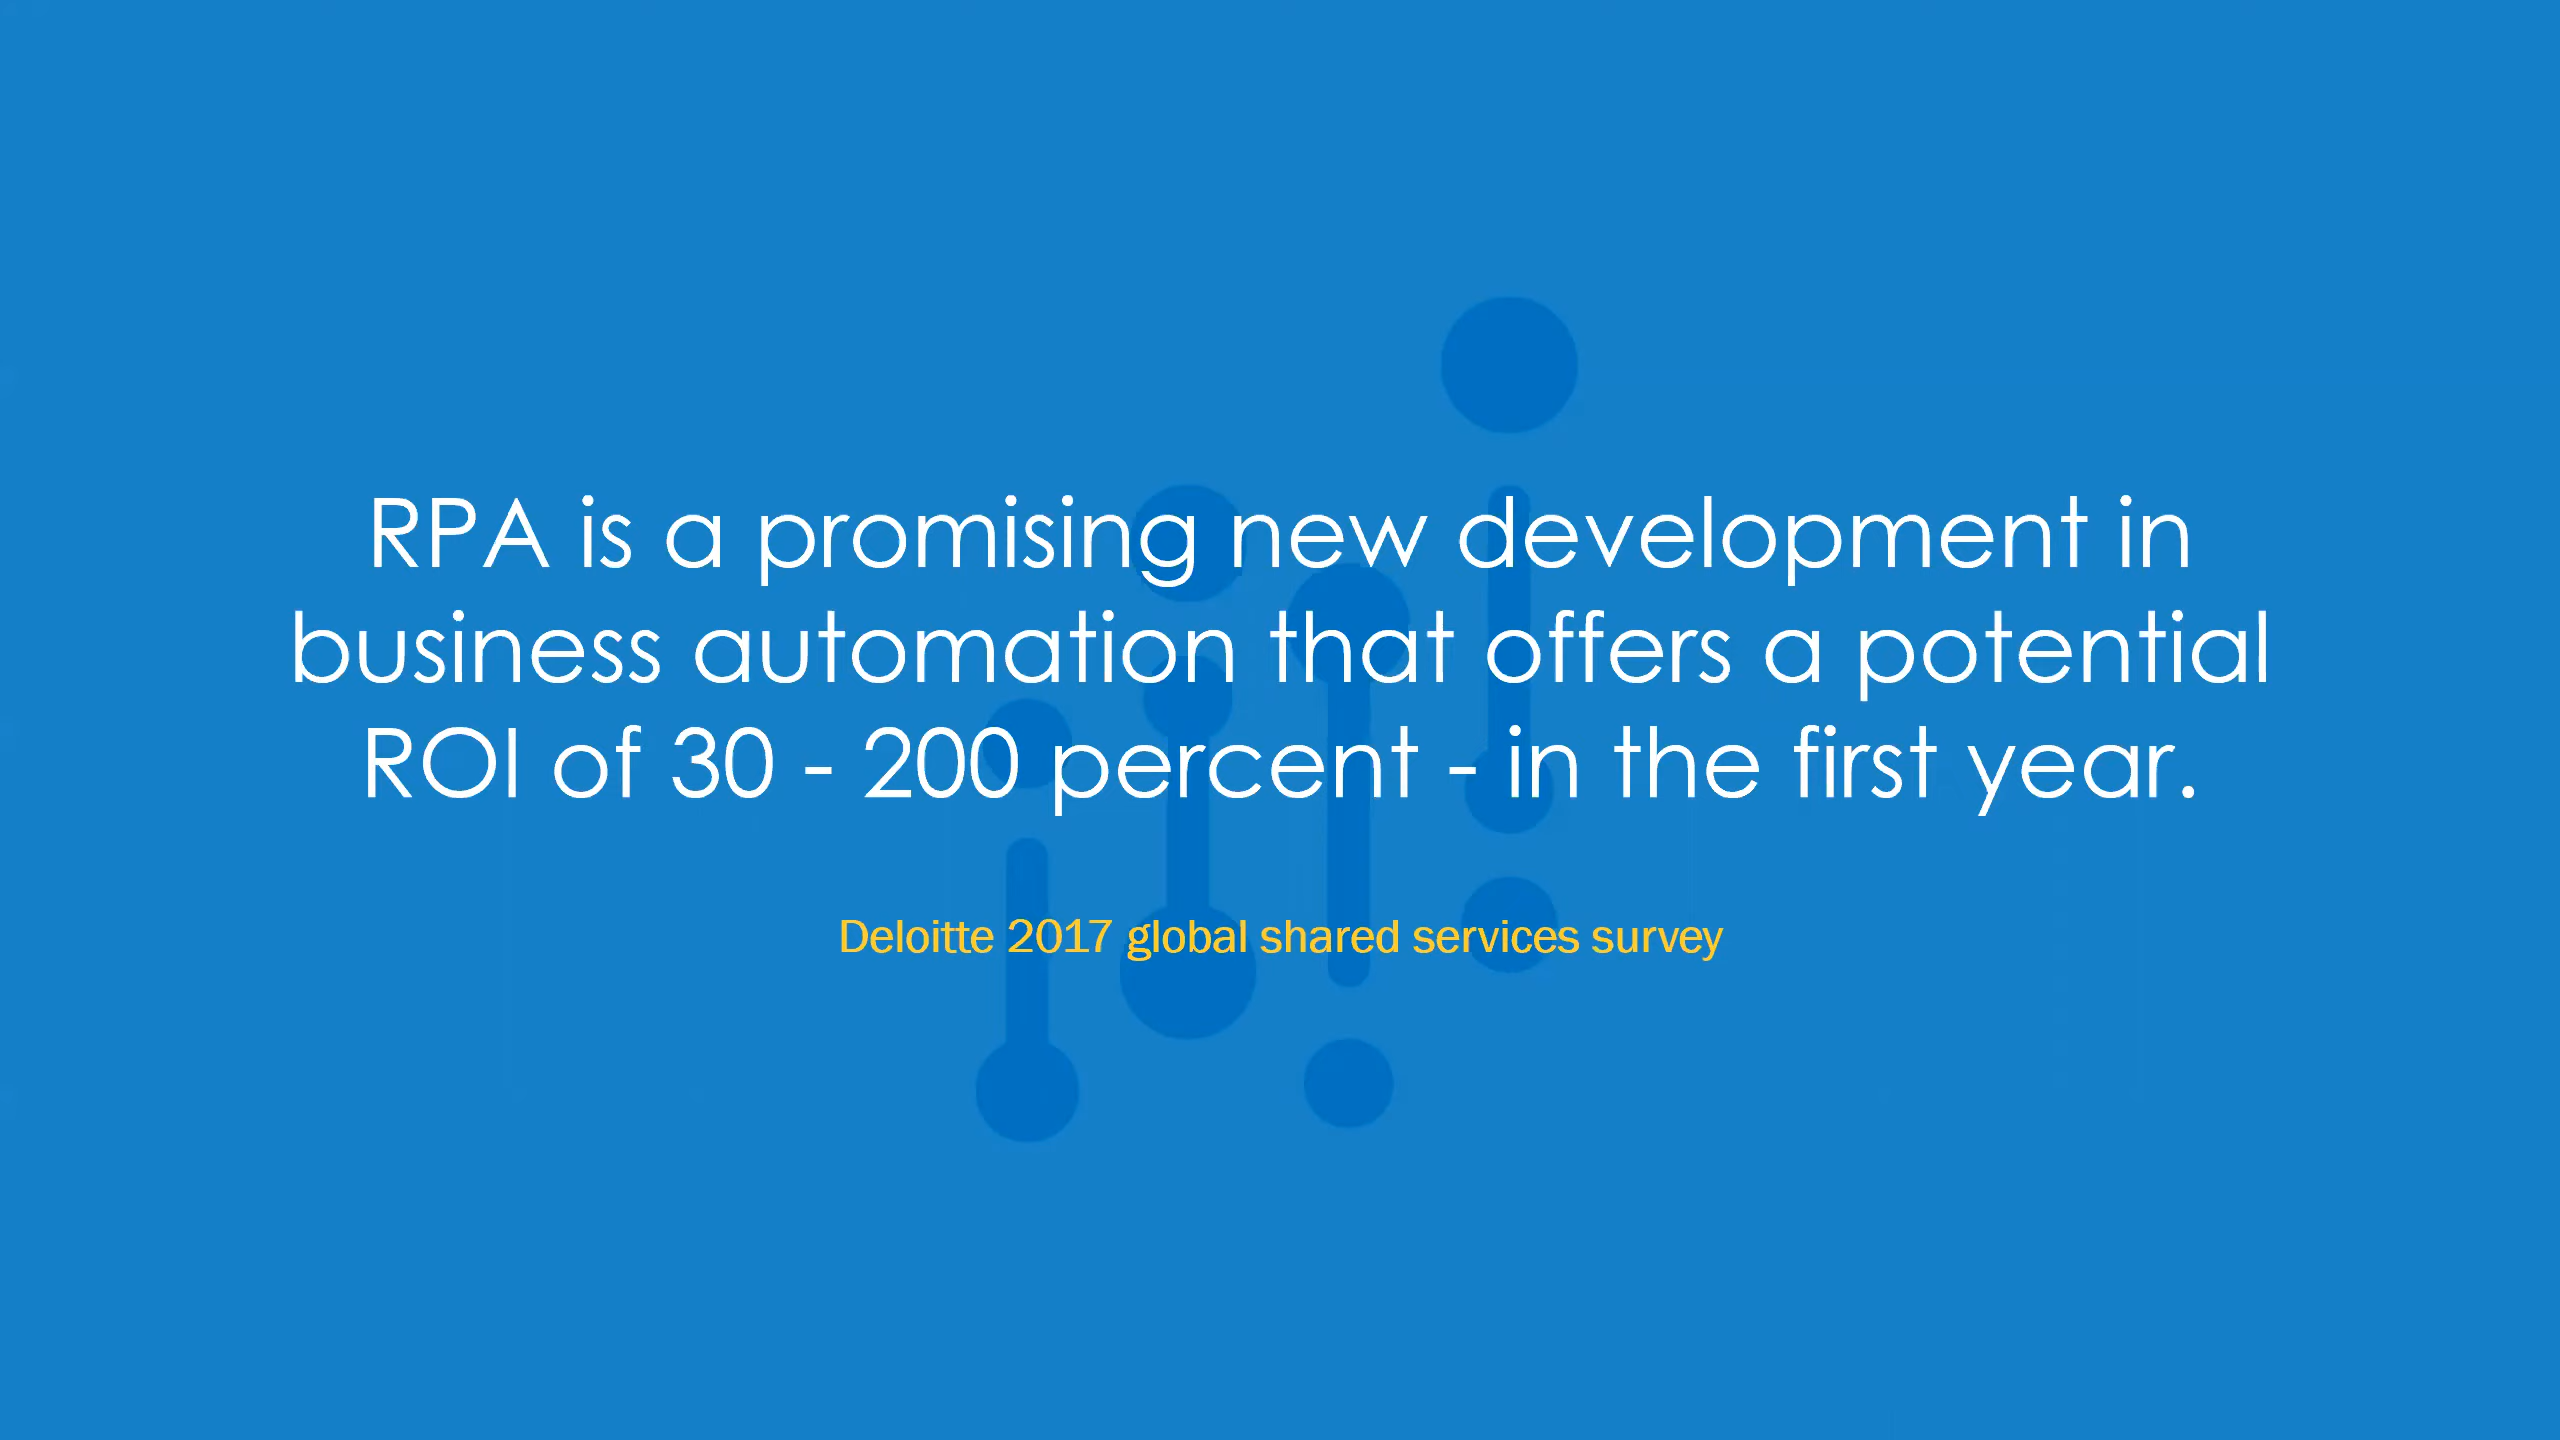 RPA is a promising new development in
business automation that offers a potential
ROI of 30 - 200 percent - in the first year.
Deloitte 2017 global shared services survey